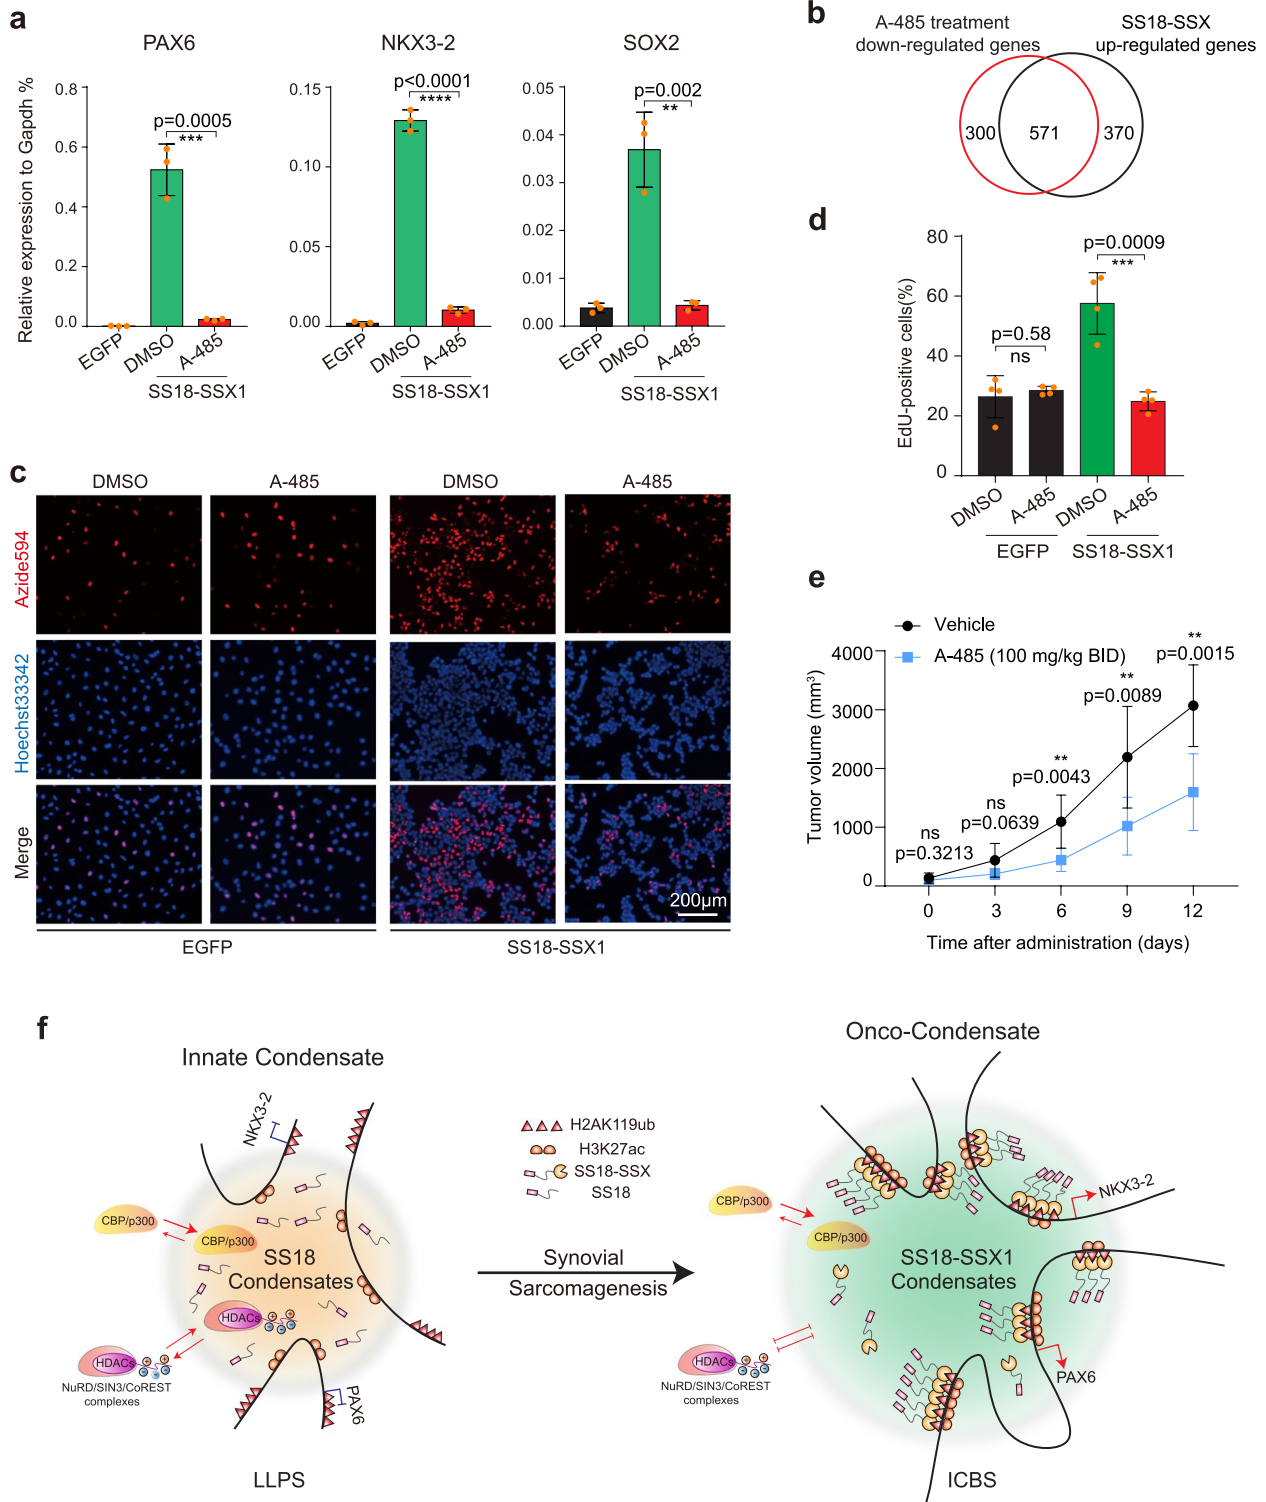 a
PAX6
NKX3-2
SOX2
Relative expression to Gapdh %
0.8
0.6
0.4
0.2
0.0
p=0.0005
***
EGFP
DMSO
A-485
SS18-SSX1
0.15
0.10
0.05
0.00
p<0.0001
****
EGFP
DMSO
A-485
SS18-SSX1
0.05
0.04
0.03
0.02
0.01
0.00
p=0.002
**
EGFP
DMSO
A-485
SS18-SSX1
b
A-485 treatment
down-regulated genes
SS18-SSX
up-regulated genes
300
571
370
c
DMSO
A-485
DMSO
A-485
Azide594
Hoechst33342
Merge
200µm
EGFP
SS18-SSX1
d
EdU-positive cells(%)
80
60
40
20
0
p=0.58
ns
p=0.0009
***
DMSO
A-485
DMSO
A-485
EGFP
SS18-SSX1
e
Vehicle
A-485 (100 mg/kg BID)
Tumor volume (mm³)
4000
3000
2000
1000
0
ns
p=0.3213
ns
p=0.0639
**
p=0.0043
**
p=0.0089
**
p=0.0015
0
3
6
9
12
Time after administration (days)
f
Innate Condensate
NKX3-2
CBP/p300
CBP/p300
SS18
Condensates
HDACs
+
+
−
−
HDACs
+
+
−
−
NuRD/SIN3/CoREST
complexes
PAX6
LLPS
H2AK119ub
H3K27ac
SS18-SSX
SS18
Synovial
Sarcomagenesis
Onco-Condensate
NKX3-2
CBP/p300
CBP/p300
SS18-SSX1
Condensates
HDACs
+
+
−
−
NuRD/SIN3/CoREST
complexes
PAX6
ICBS